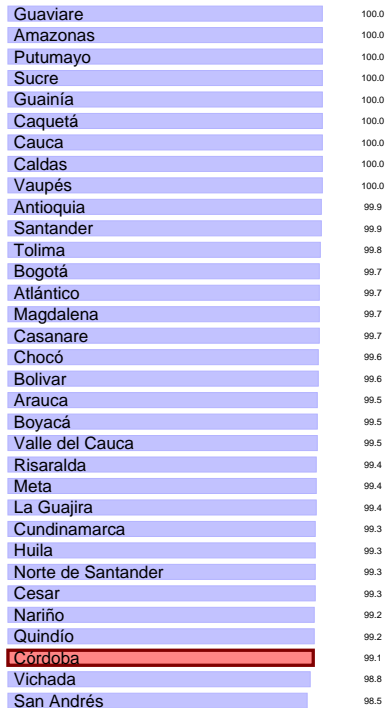 Guaviare 100.0
Amazonas 100.0
Putumayo 100.0
Sucre 100.0
Guainía 100.0
Caquetá 100.0
Cauca 100.0
Caldas 100.0
Vaupés 100.0
Antioquia 99.9
Santander 99.9
Tolima 99.8
Bogotá 99.7
Atlántico 99.7
Magdalena 99.7
Casanare 99.7
Chocó 99.6
Bolivar 99.6
Arauca 99.5
Boyacá 99.5
Valle del Cauca 99.5
Risaralda 99.4
Meta 99.4
La Guajira 99.4
Cundinamarca 99.3
Huila 99.3
Norte de Santander 99.3
Cesar 99.3
Nariño 99.2
Quindío 99.2
Córdoba 99.1
Vichada 98.8
San Andrés 98.5